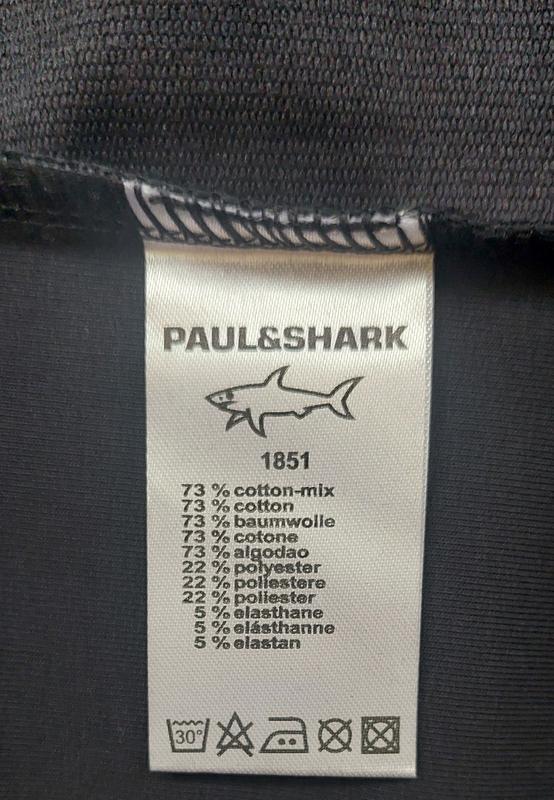 PAUL&SHARK
1851
73 % cotton-mix
73 % cotton
73 % baumwolle
73 % cotone
73 % algodao
22 % polyester
22 % poliestere
22 % poliester
5 % elasthane
5 % elásthanne
5 % elastan
30°